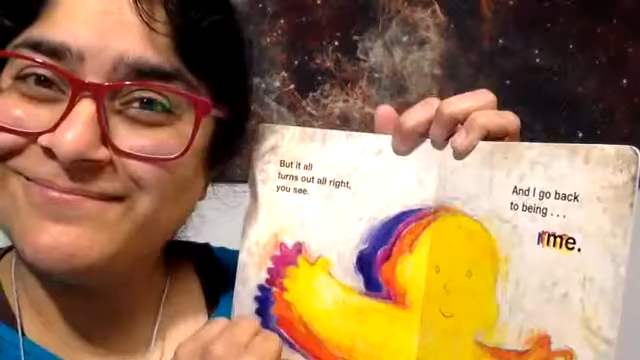 But it all
turns out all right,
you see.
And I go back
to being . . .
me.